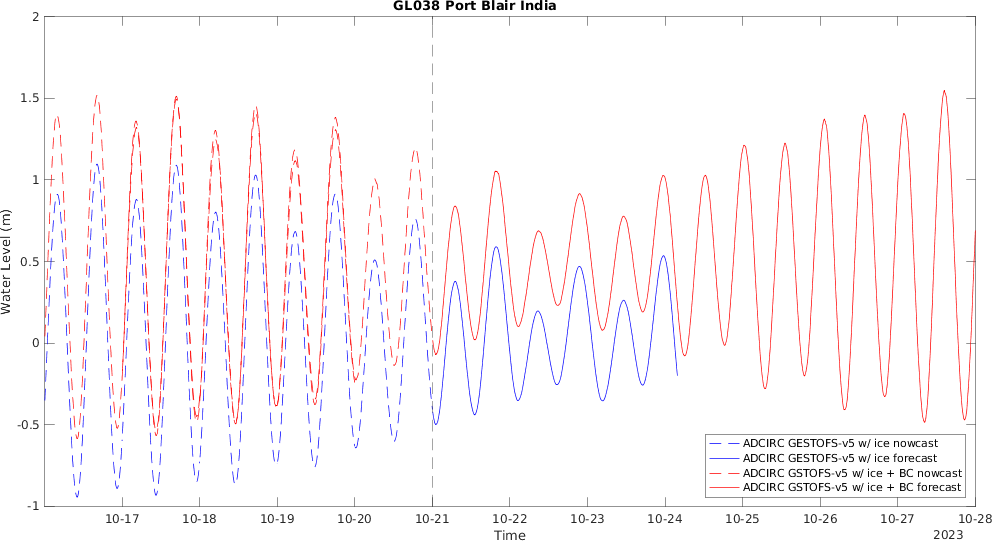 GL038 Port Blair India
2
1.5
1
0.5
0
-0.5
-1
Water Level (m)
10-17 10-18 10-19 10-20 10-21 10-22 10-23 10-24 10-25 10-26 10-27 10-28
Time
2023
ADCIRC GESTOFS-v5 w/ ice nowcast
ADCIRC GESTOFS-v5 w/ ice forecast
ADCIRC GSTOFS-v5 w/ ice + BC nowcast
ADCIRC GSTOFS-v5 w/ ice + BC forecast